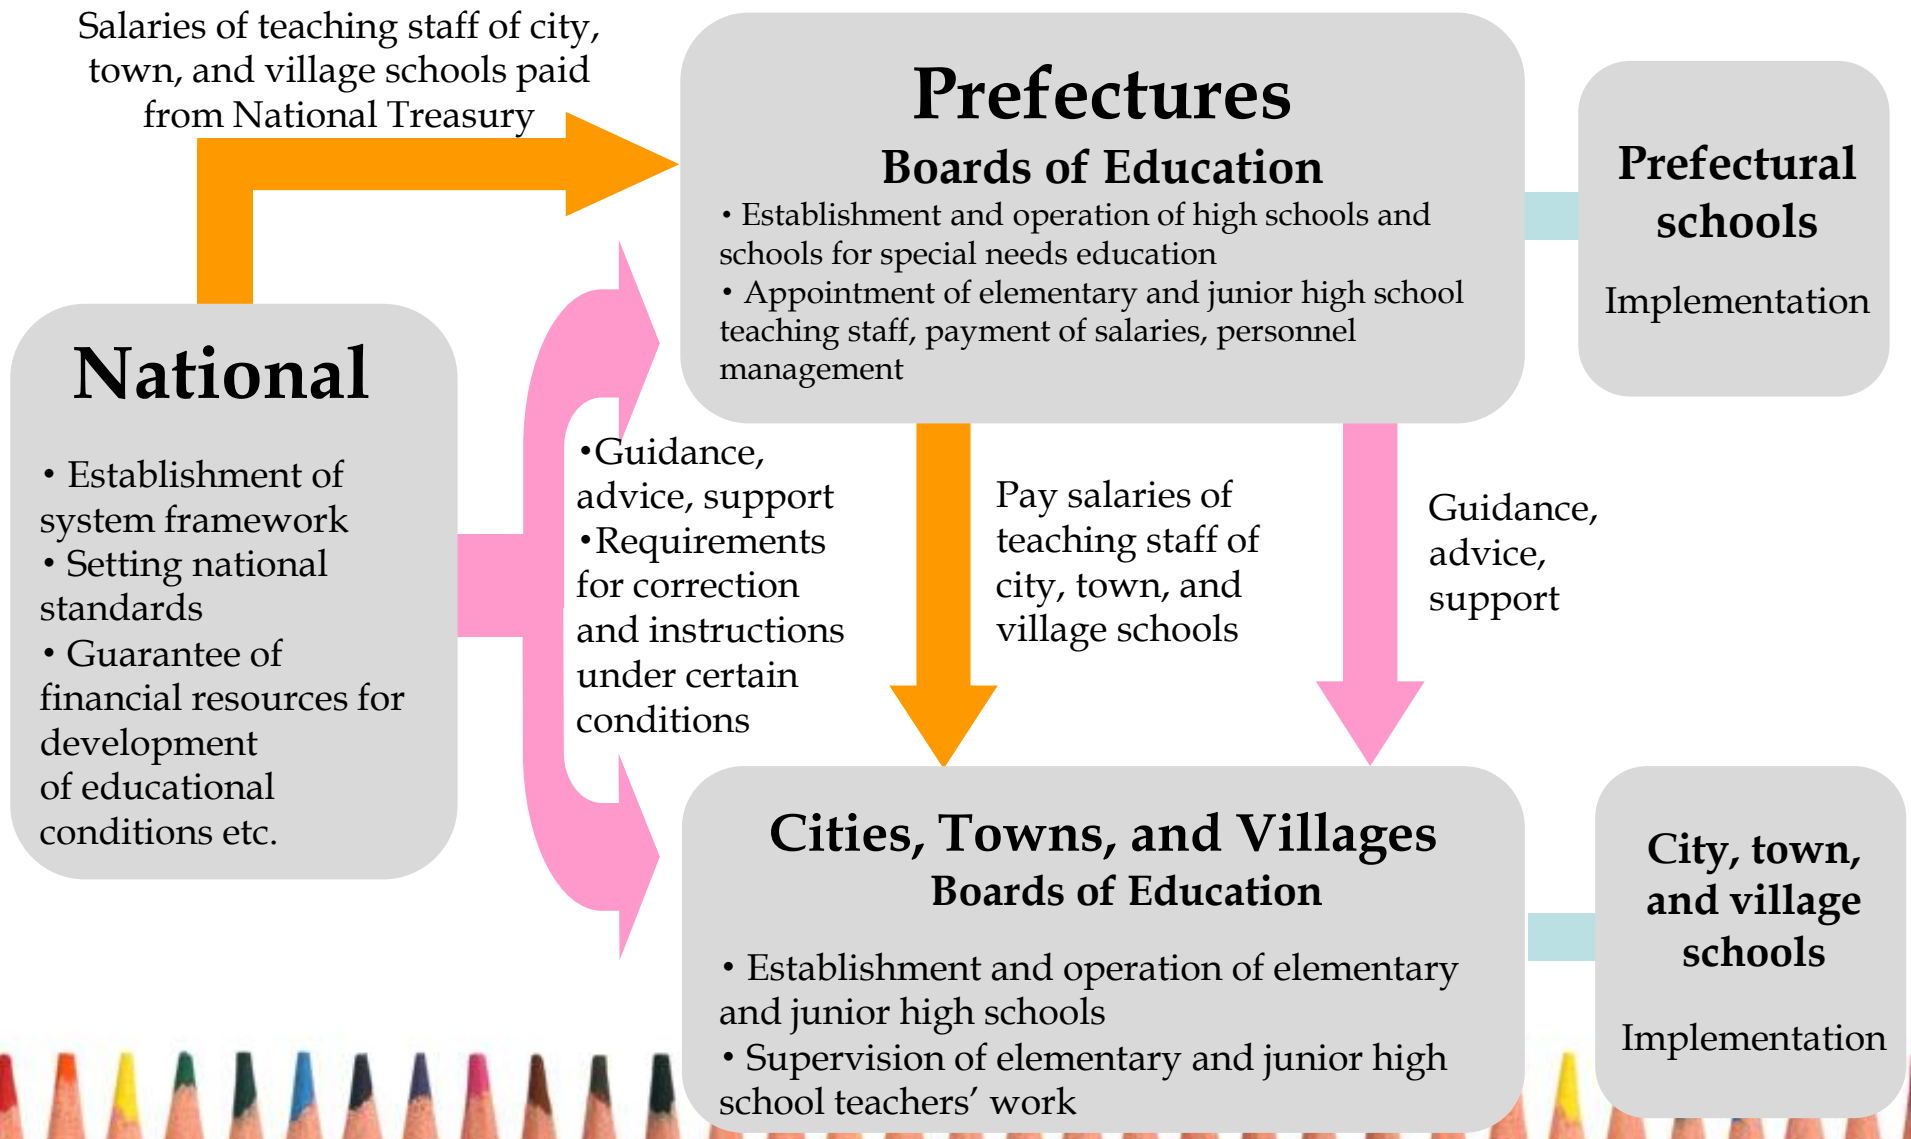 Salaries of teaching staff of city,
town, and village schools paid
from National Treasury
National
• Establishment of
system framework
• Setting national
standards
• Guarantee of
financial resources for
development
of educational
conditions etc.
•Guidance,
advice, support
•Requirements
for correction
and instructions
under certain
conditions
Prefectures
Boards of Education
• Establishment and operation of high schools and
schools for special needs education
• Appointment of elementary and junior high school
teaching staff, payment of salaries, personnel
management
Prefectural
schools
Implementation
Pay salaries of
teaching staff of
city, town, and
village schools
Guidance,
advice,
support
Cities, Towns, and Villages
Boards of Education
• Establishment and operation of elementary
and junior high schools
• Supervision of elementary and junior high
school teachers’ work
City, town,
and village
schools
Implementation